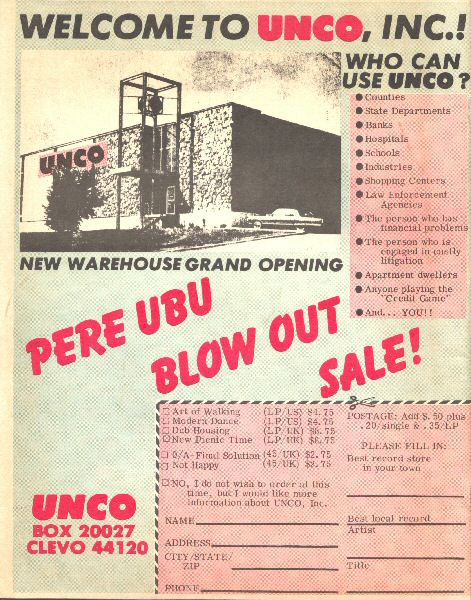 WELCOME TO UNCO, INC.!
WHO CAN
USE UNCO?
● Counties
● State Departments
● Banks
● Hospitals
● Schools
● Industries
● Shopping Centers
● Law Enforcement
Agencies
● The person who has
financial problems
● The person who is
engaged in costly
litigation
● Apartment dwellers
● Anyone playing the
"Credit Game"
● And... YOU!!
UNCO
NEW WAREHOUSE GRAND OPENING
PERE UBU
BLOW OUT
SALE!
Art of Walking (LP/US) $4.75
Modern Dance (LP/US) $4.75
Dub Housing (LP/UK) $6.75
New Picnic Time (LP/UK) $6.75
O/A-Final Solution (45/UK) $2.75
Not Happy (45/UK) $2.75
NO, I do not wish to order at this
time, but I would like more
information about UNCO, Inc.
NAME
ADDRESS
CITY/STATE/
ZIP
PHONE
POSTAGE: Add $.50 plus
.20/single & .35/LP
PLEASE FILL IN:
Best record store
in your town
Best local record
Artist
Title
UNCO
BOX 20027
CLEVO 44120